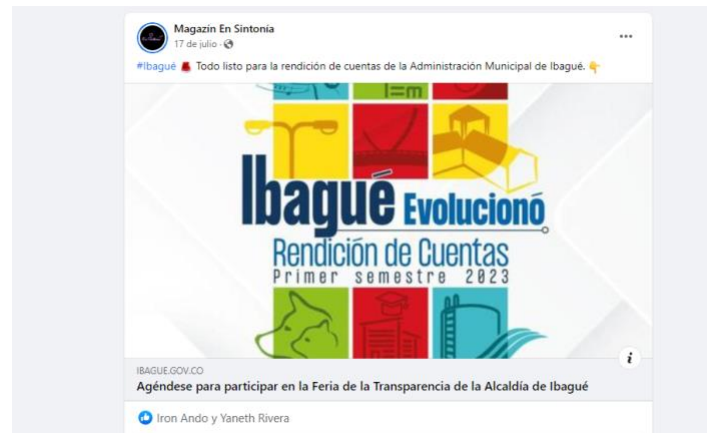 Magazín En Sintonía
17 de julio ·
#Ibagué Todo listo para la rendición de cuentas de la Administración Municipal de Ibagué.
l=m
Ibagué Evolucionó
Rendición de Cuentas
Primer semestre 2023
IBAGUE.GOV.CO
Agéndese para participar en la Feria de la Transparencia de la Alcaldía de Ibagué
Iron Ando y Yaneth Rivera